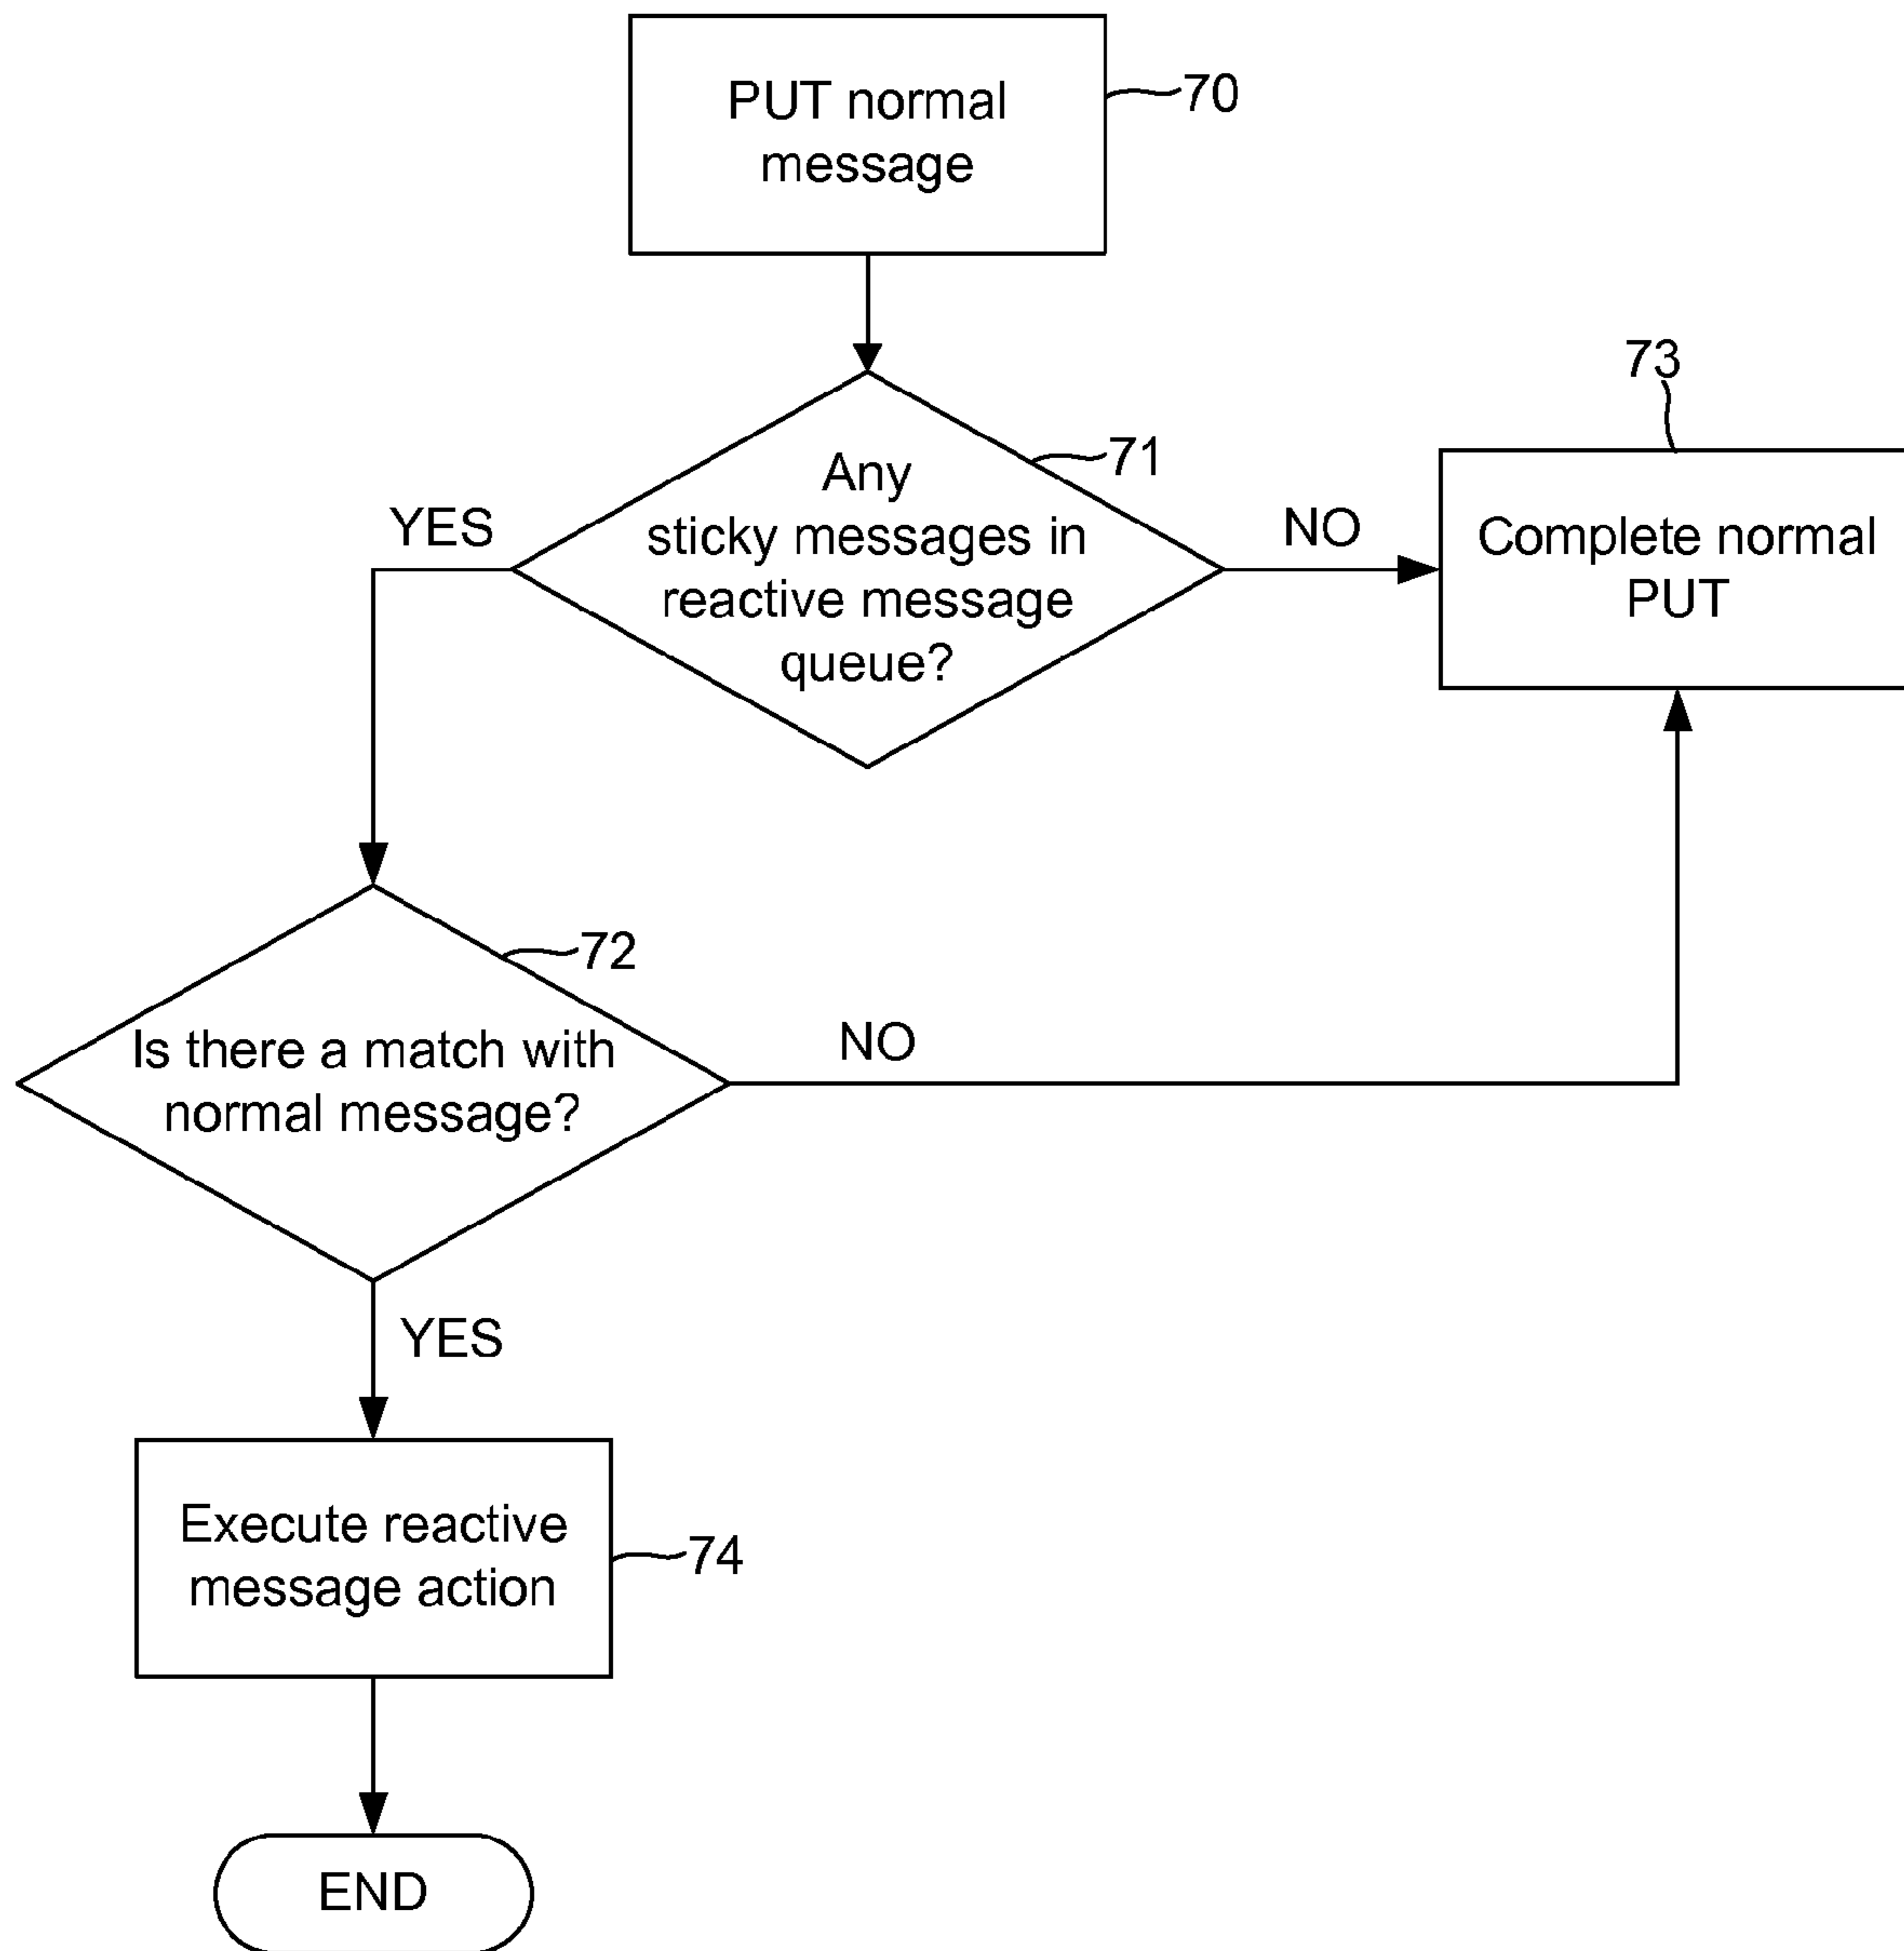 PUT normal
message
70
Any
sticky messages in
reactive message
queue?
71
YES
NO
73
Complete normal
PUT
72
Is there a match with
normal message?
NO
YES
Execute reactive
message action
74
END